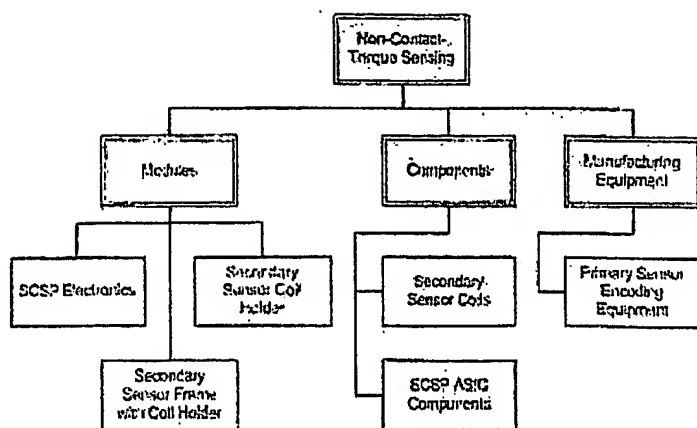 Non-Contact-
Torque Sensing
Modules
Components
Manufacturing
Equipment
SCSP Electronics
Secondary
Sensor Coil
Holder
Secondary
Sensor Coils
Primary Sensor
Encoding
Equipment
Secondary
Sensor Frame
with Coil Holder
SCSP ASIC
Components